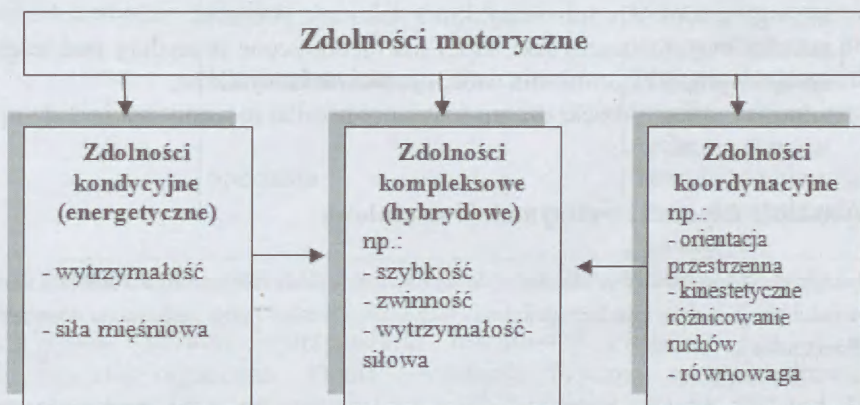 Zdolności motoryczne
Zdolności
kondycyjne
(energetyczne)
- wytrzymałość
- siła mięśniowa
Zdolności
kompleksowe
(hybrydowe)
np.:
- szybkość
- zwinność
- wytrzymałość-
siłowa
Zdolności
koordynacyjne
np.
- orientacja
przestrzenna
- kinestetyczne
różnicowanie
ruchów
- równowaga